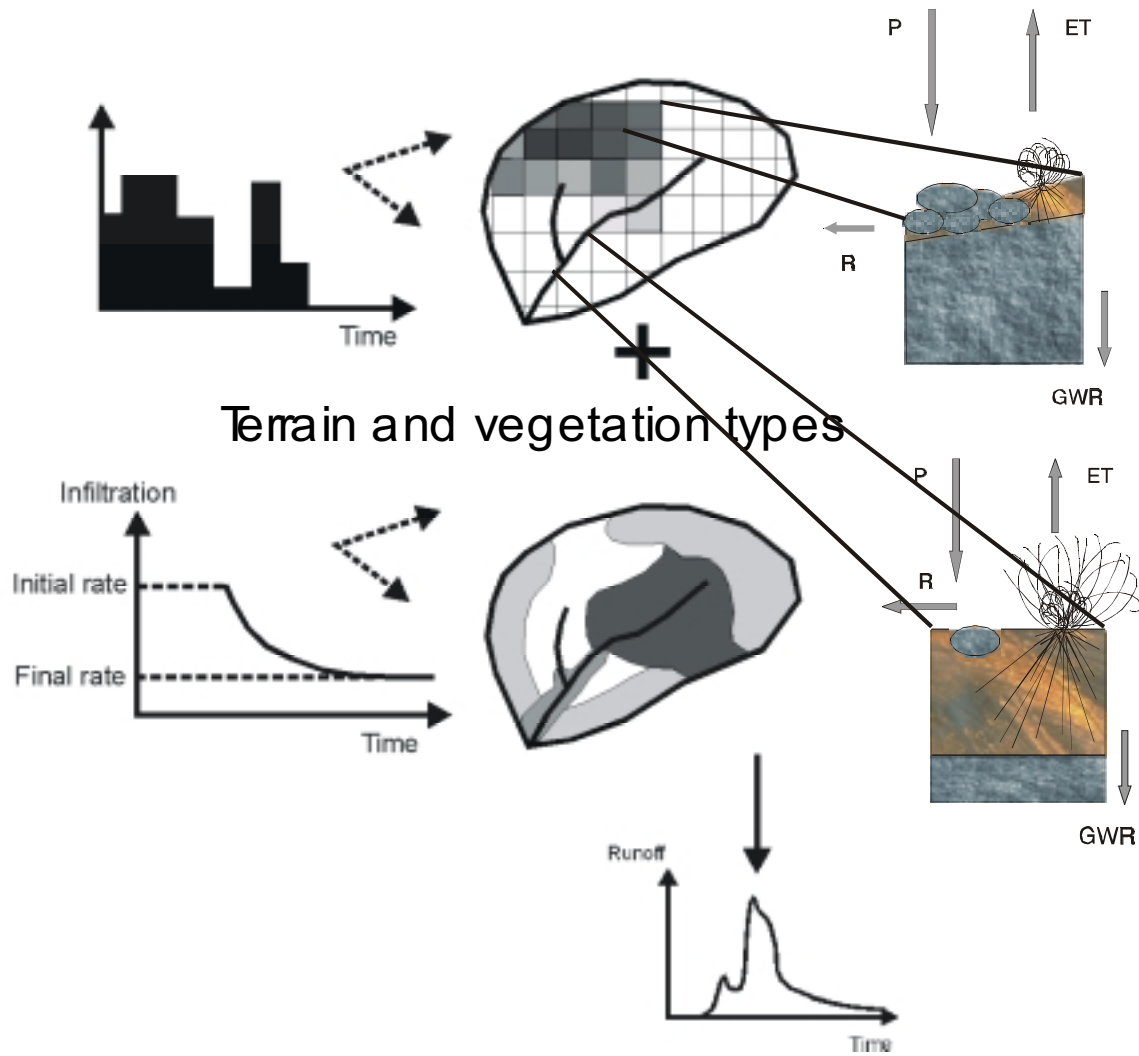 P
ET
R
GWR
Time
Terrain and vegetation types
Infiltration
Initial rate
Final rate
Time
P
ET
R
GWR
Runoff
Time